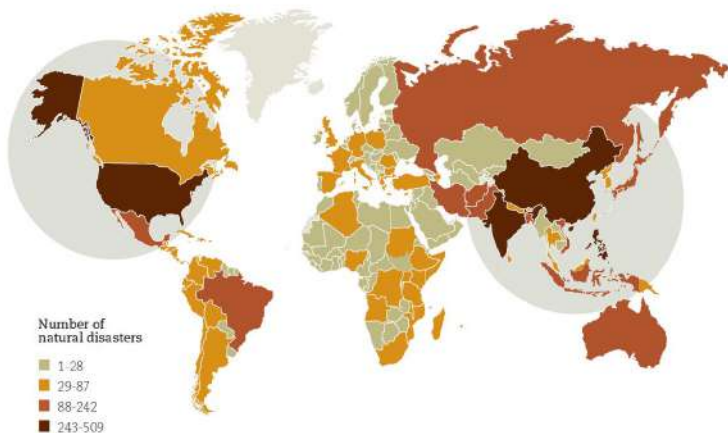 Number of
natural disasters
1-28
29-87
88-242
243-509